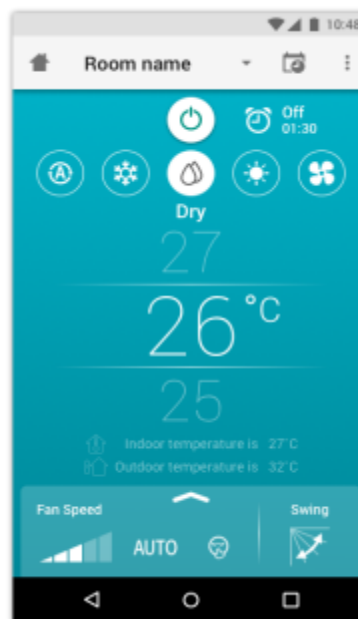 10:48
Room name
Off
01:30
A
Dry
27
26°C
25
Indoor temperature is 27°C
Outdoor temperature is 32°C
Fan Speed
Swing
AUTO